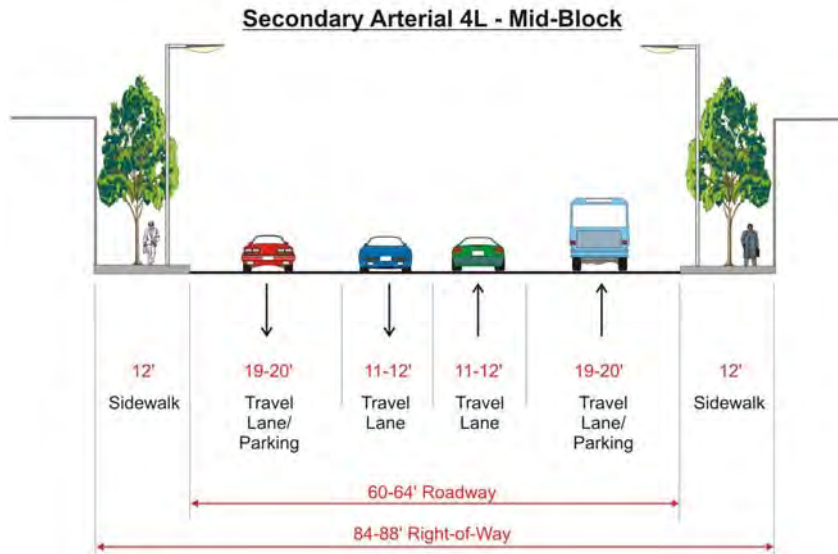 Secondary Arterial 4L - Mid-Block
12'
19-20'
11-12'
11-12'
19-20'
12'
Sidewalk
Travel
Lane/
Parking
Travel
Lane
Travel
Lane
Travel
Lane/
Parking
Sidewalk
60-64' Roadway
84-88' Right-of-Way